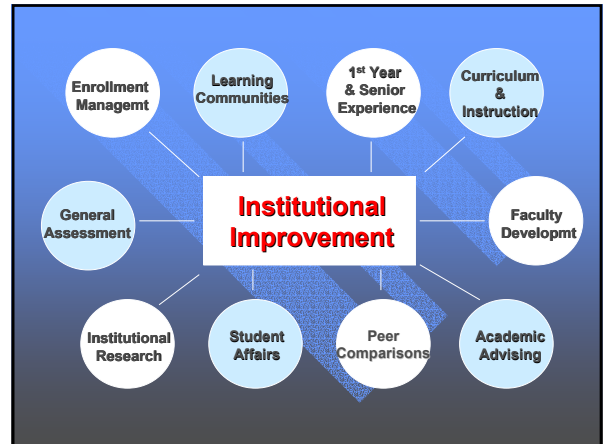 Enrollment
Managemt
Learning
Communities
1st Year
& Senior
Experience
Curriculum
&
Instruction
General
Assessment
Institutional
Improvement
Faculty
Developmt
Institutional
Research
Student
Affairs
Peer
Comparisons
Academic
Advising